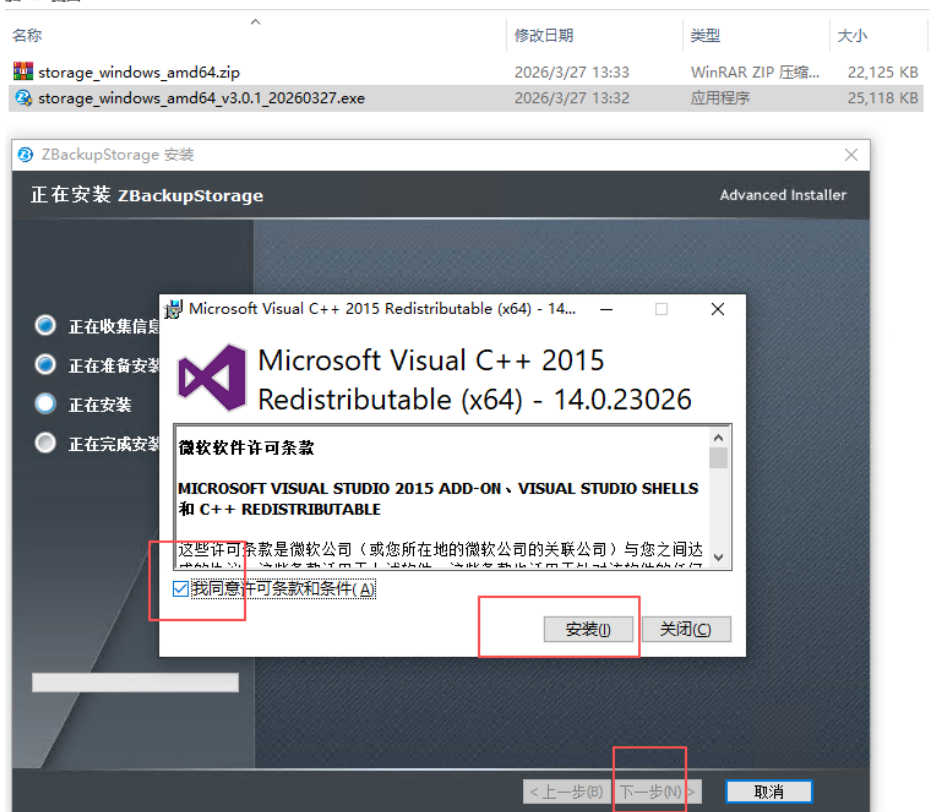 名称 修改日期 类型 大小
storage_windows_amd64.zip 2026/3/27 13:33 WinRAR ZIP 压缩... 22,125 KB
storage_windows_amd64_v3.0.1_20260327.exe 2026/3/27 13:32 应用程序 25,118 KB
ZBackupStorage 安装
正在安装 ZBackupStorage Advanced Installer
正在收集信息
正在准备安装
正在安装
正在完成安装
Microsoft Visual C++ 2015 Redistributable (x64) - 14...
Microsoft Visual C++ 2015
Redistributable (x64) - 14.0.23026
微软软件许可条款
MICROSOFT VISUAL STUDIO 2015 ADD-ON、VISUAL STUDIO SHELLS
和 C++ REDISTRIBUTABLE
这些许可条款是微软公司（或您所在地的微软公司的关联公司）与您之间达
我同意许可条款和条件(A)
安装(I) 关闭(C)
<上一步(B) 下一步(N)> 取消